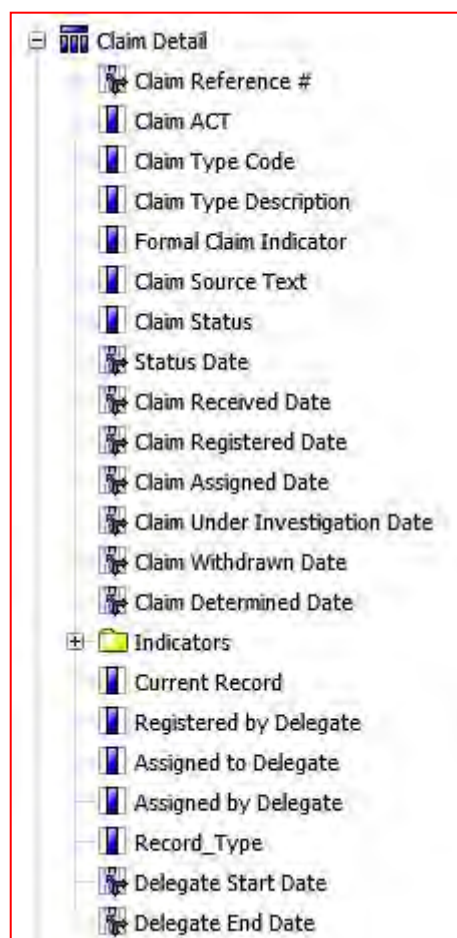 Claim Detail
Claim Reference #
Claim ACT
Claim Type Code
Claim Type Description
Formal Claim Indicator
Claim Source Text
Claim Status
Status Date
Claim Received Date
Claim Registered Date
Claim Assigned Date
Claim Under Investigation Date
Claim Withdrawn Date
Claim Determined Date
Indicators
Current Record
Registered by Delegate
Assigned to Delegate
Assigned by Delegate
Record_Type
Delegate Start Date
Delegate End Date